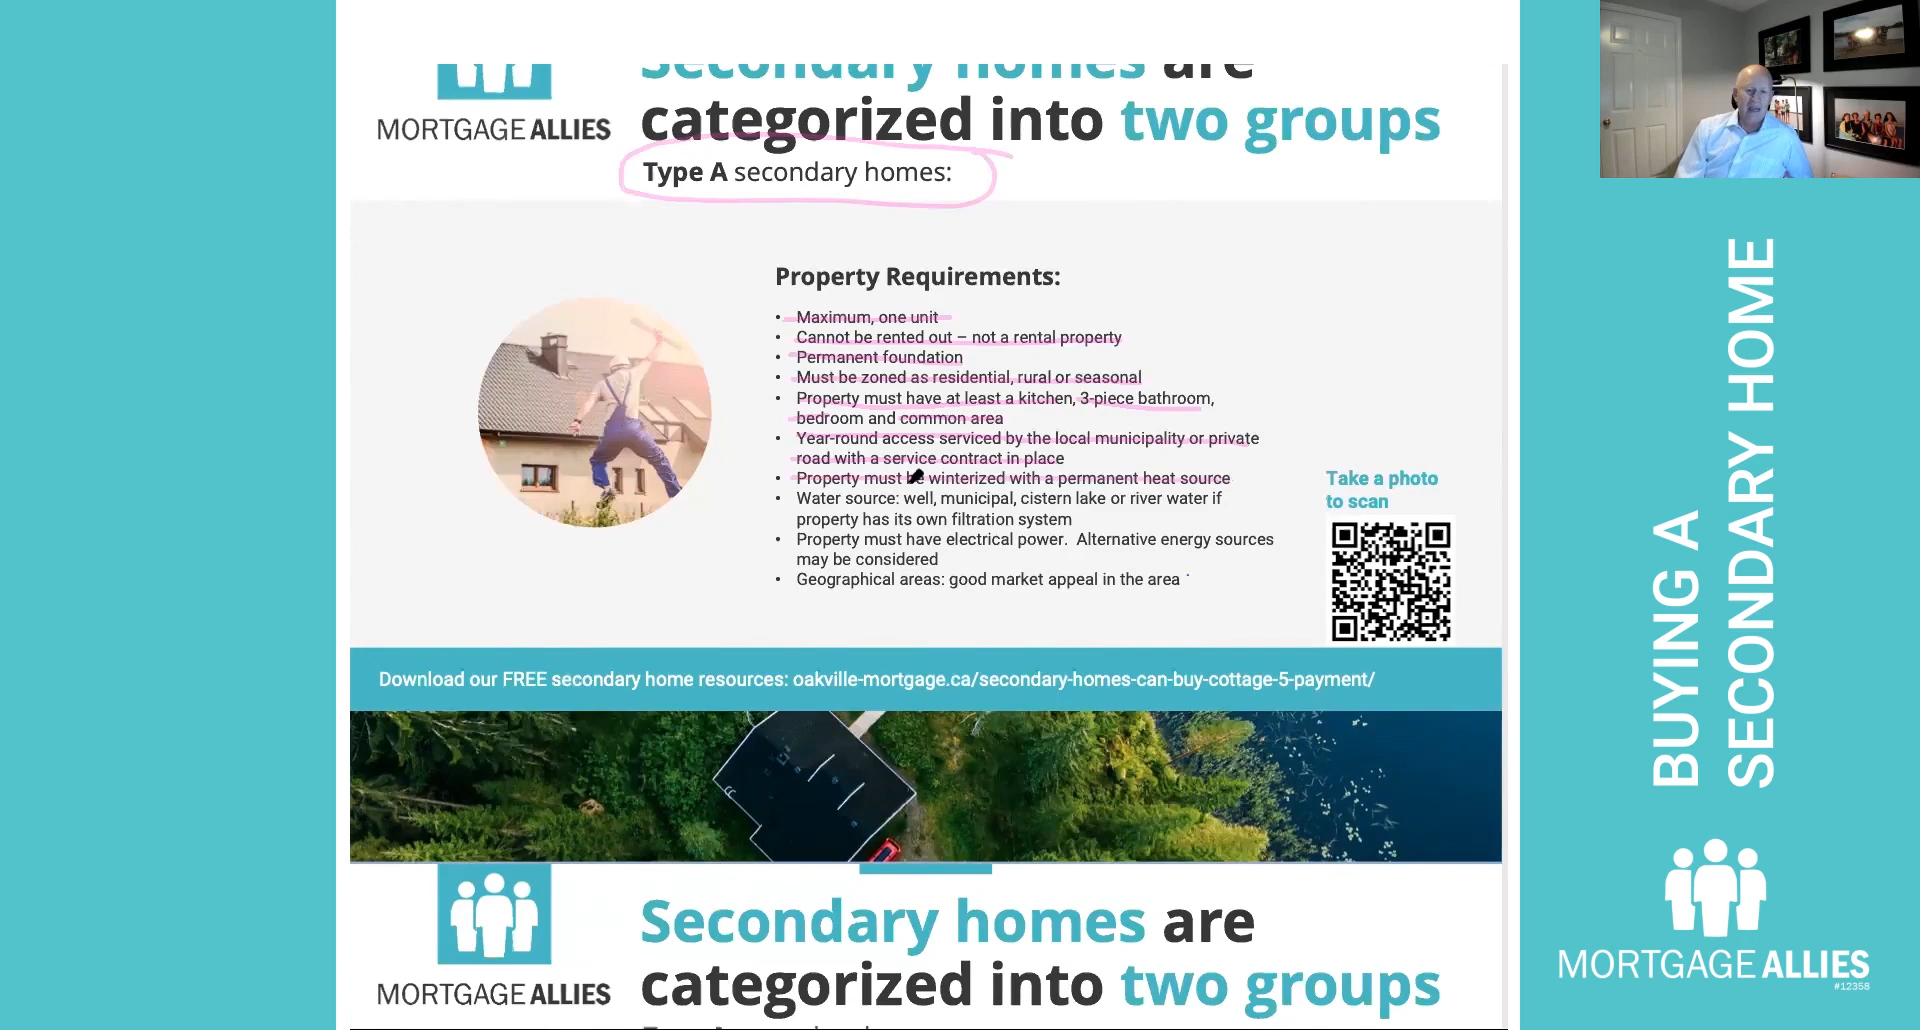 Secondary homes are
categorized into two groups
MORTGAGE ALLIES
Type A secondary homes:
Property Requirements:
• Maximum, one unit
• Cannot be rented out – not a rental property
• Permanent foundation
• Must be zoned as residential, rural or seasonal
• Property must have at least a kitchen, 3-piece bathroom,
bedroom and common area
• Year-round access serviced by the local municipality or private
road with a service contract in place
• Property must be winterized with a permanent heat source
• Water source: well, municipal, cistern lake or river water if
property has its own filtration system
• Property must have electrical power.  Alternative energy sources
may be considered
• Geographical areas: good market appeal in the area
Take a photo
to scan
Download our FREE secondary home resources: oakville-mortgage.ca/secondary-homes-can-buy-cottage-5-payment/
Secondary homes are
categorized into two groups
MORTGAGE ALLIES
BUYING A
SECONDARY HOME
MORTGAGE ALLIES
#12358